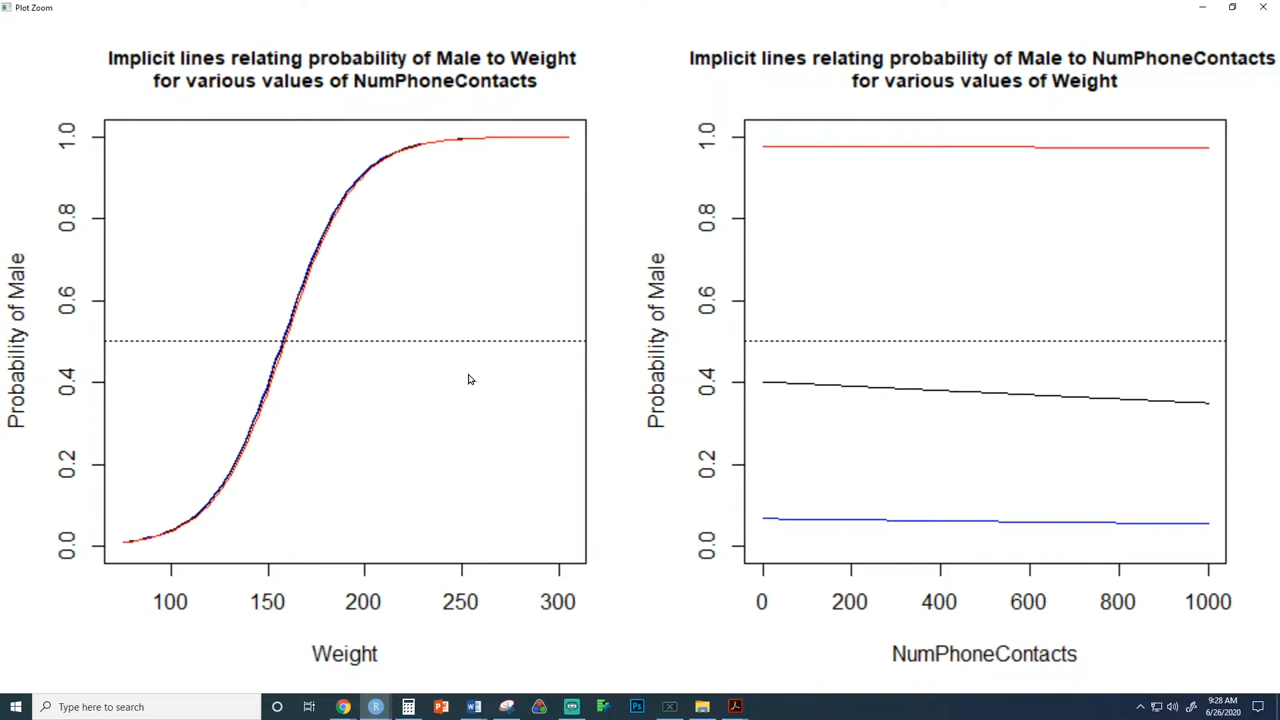 Plot Zoom
Implicit lines relating probability of Male to Weight
for various values of NumPhoneContacts
Probability of Male
0.0
0.2
0.4
0.6
0.8
1.0
100
150
200
250
300
Weight
Implicit lines relating probability of Male to NumPhoneContacts
for various values of Weight
Probability of Male
0.0
0.2
0.4
0.6
0.8
1.0
0
200
400
600
800
1000
NumPhoneContacts
Type here to search
9:28 AM
6/26/2020